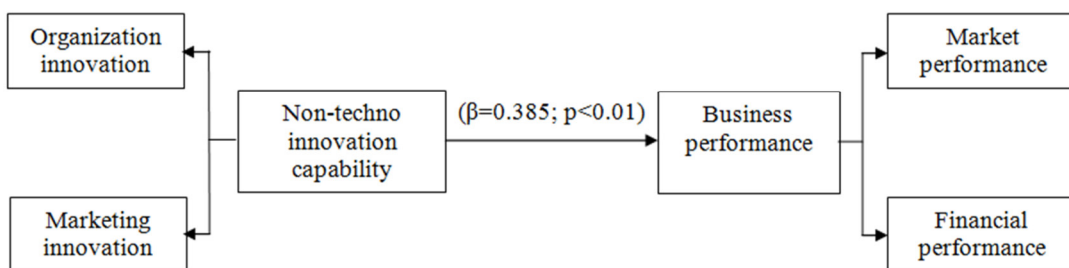 Organization
innovation
Marketing
innovation
Non-techno
innovation
capability
(β=0.385; p<0.01)
Business
performance
Market
performance
Financial
performance